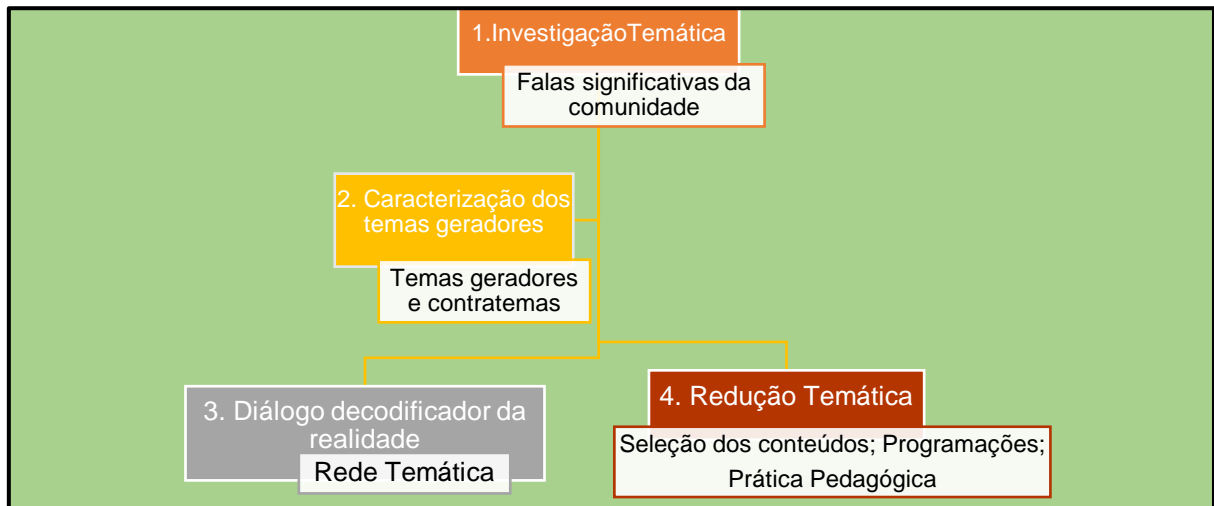 1.InvestigaçãoTemática
Falas significativas da
comunidade
2. Caracterização dos
temas geradores
Temas geradores
e contratemas
3. Diálogo decodificador da
realidade
Rede Temática
4. Redução Temática
Seleção dos conteúdos; Programações;
Prática Pedagógica